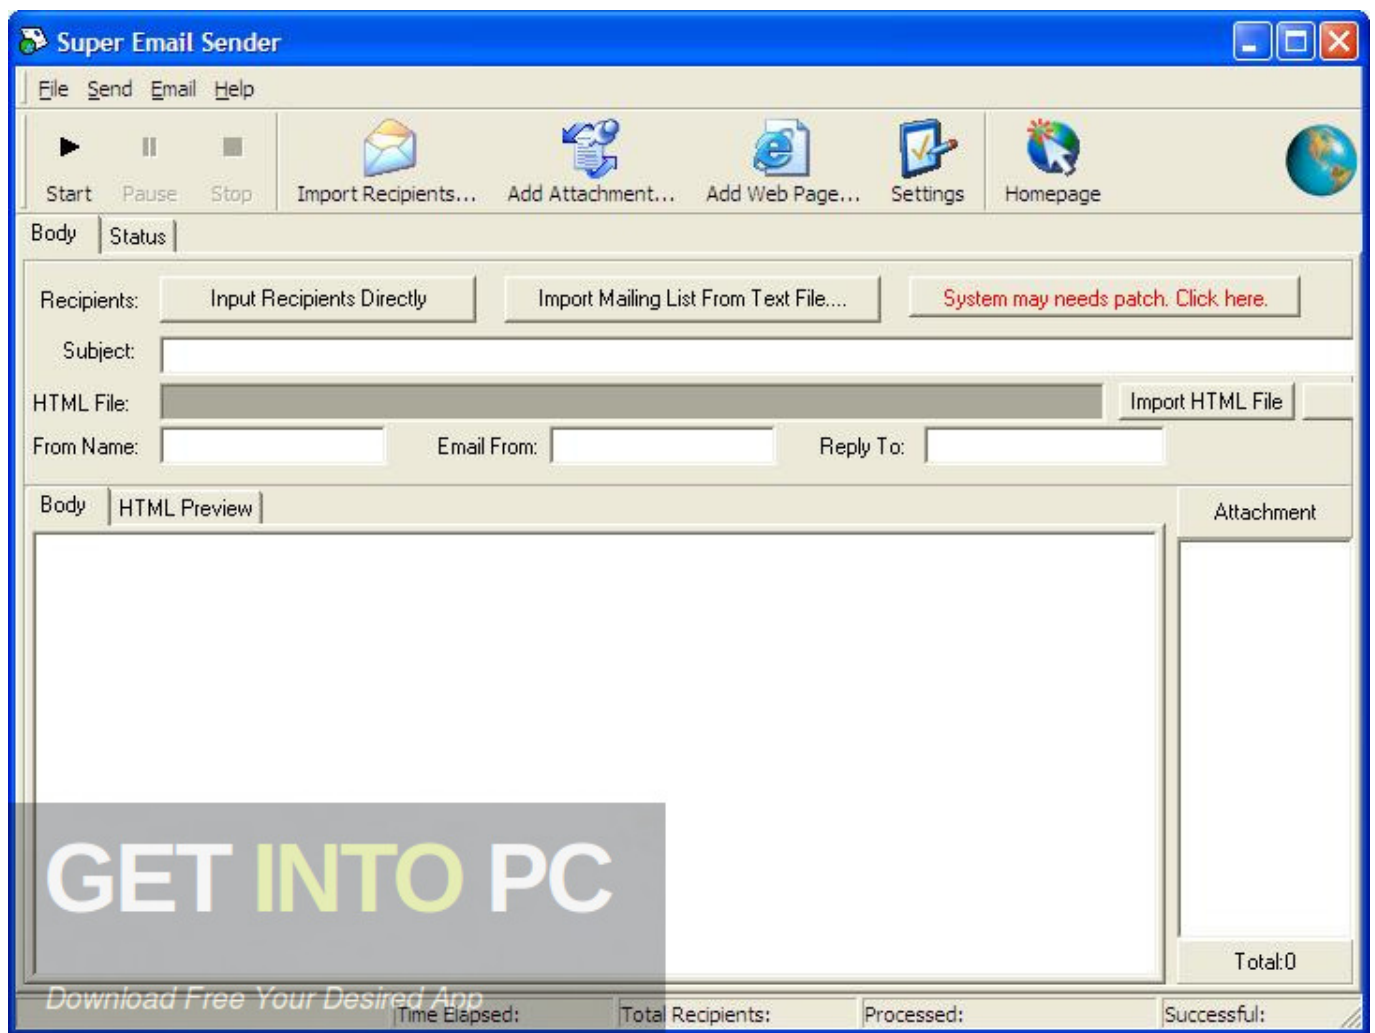 Super Email Sender
File Send Email Help
Start Pause Stop Import Recipients... Add Attachment... Add Web Page... Settings Homepage
Body Status
Recipients: Input Recipients Directly Import Mailing List From Text File.... System may needs patch. Click here.
Subject:
HTML File: Import HTML File
From Name: Email From: Reply To:
Body HTML Preview Attachment
GET INTO PC
Total:0
Download Free Your Desired App
Time Elapsed: Total Recipients: Processed: Successful: